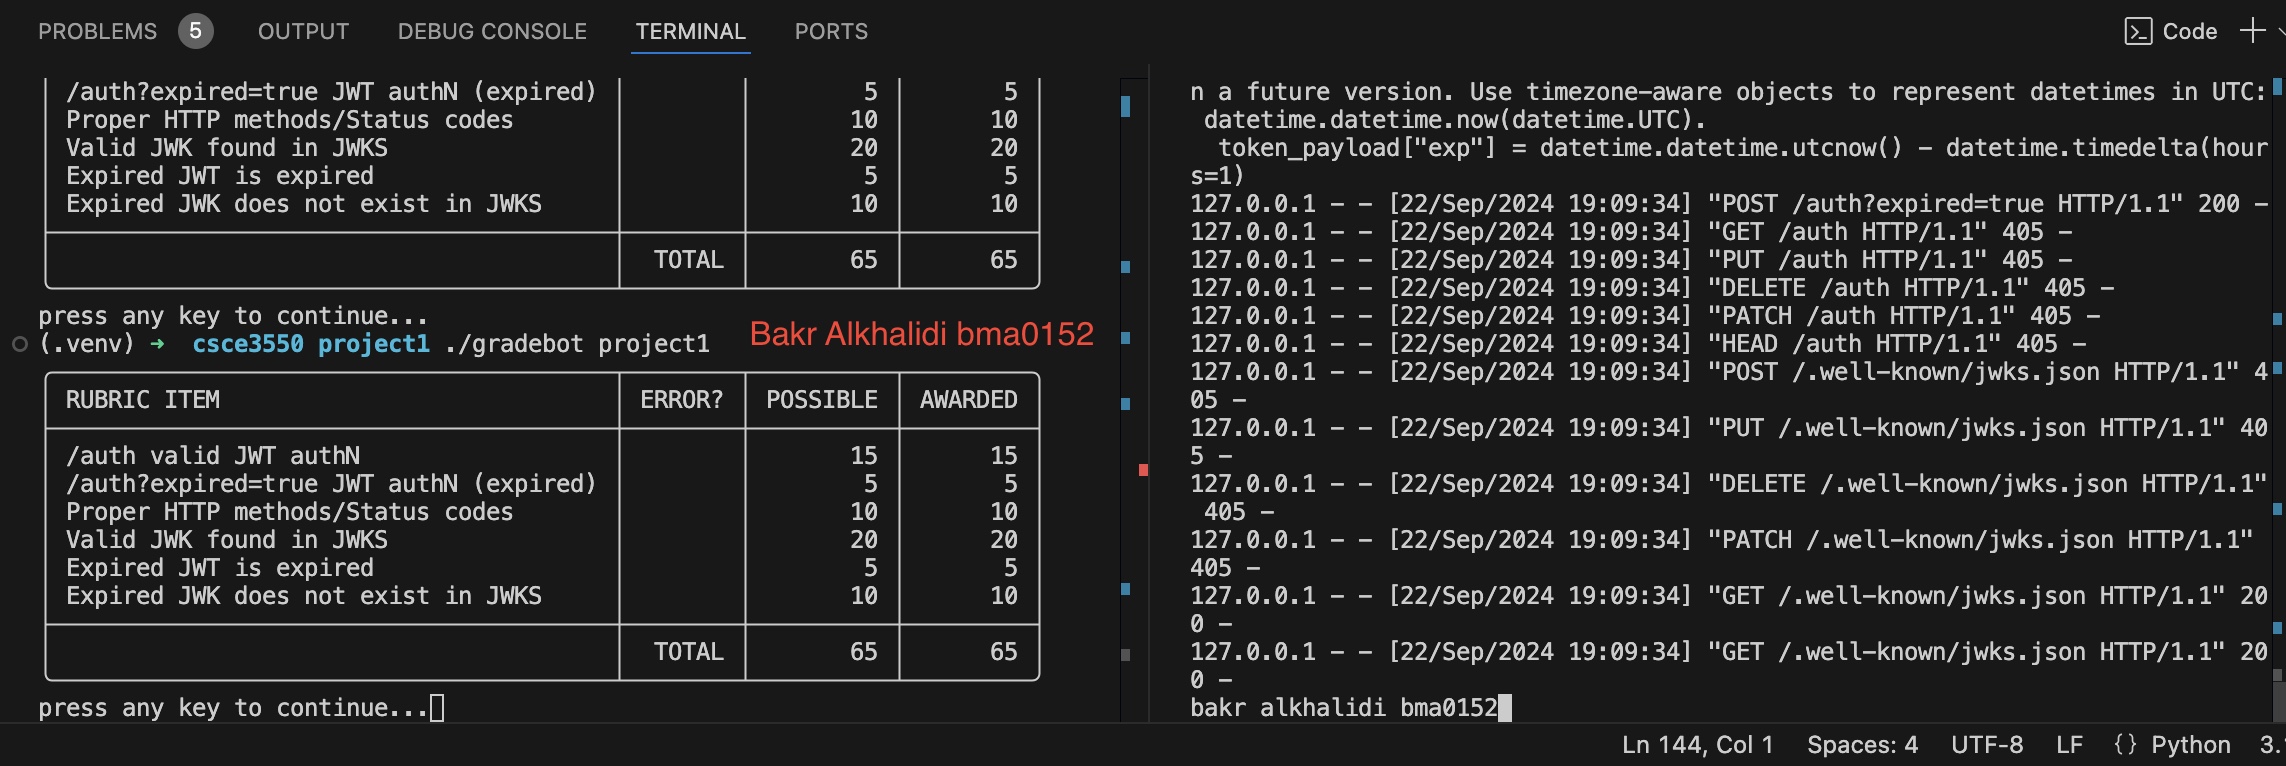 PROBLEMS 5 OUTPUT DEBUG CONSOLE TERMINAL PORTS Code
/auth?expired=true JWT authN (expired) 5 5
Proper HTTP methods/Status codes 10 10
Valid JWK found in JWKS 20 20
Expired JWT is expired 5 5
Expired JWK does not exist in JWKS 10 10
TOTAL 65 65
press any key to continue...
(.venv) ➜ csce3550 project1 ./gradebot project1
Bakr Alkhalidi bma0152
RUBRIC ITEM ERROR? POSSIBLE AWARDED
/auth valid JWT authN 15 15
/auth?expired=true JWT authN (expired) 5 5
Proper HTTP methods/Status codes 10 10
Valid JWK found in JWKS 20 20
Expired JWT is expired 5 5
Expired JWK does not exist in JWKS 10 10
TOTAL 65 65
press any key to continue...
n a future version. Use timezone-aware objects to represent datetimes in UTC:
datetime.datetime.now(datetime.UTC).
token_payload["exp"] = datetime.datetime.utcnow() - datetime.timedelta(hour
s=1)
127.0.0.1 - - [22/Sep/2024 19:09:34] "POST /auth?expired=true HTTP/1.1" 200 -
127.0.0.1 - - [22/Sep/2024 19:09:34] "GET /auth HTTP/1.1" 405 -
127.0.0.1 - - [22/Sep/2024 19:09:34] "PUT /auth HTTP/1.1" 405 -
127.0.0.1 - - [22/Sep/2024 19:09:34] "DELETE /auth HTTP/1.1" 405 -
127.0.0.1 - - [22/Sep/2024 19:09:34] "PATCH /auth HTTP/1.1" 405 -
127.0.0.1 - - [22/Sep/2024 19:09:34] "HEAD /auth HTTP/1.1" 405 -
127.0.0.1 - - [22/Sep/2024 19:09:34] "POST /.well-known/jwks.json HTTP/1.1" 4
05 -
127.0.0.1 - - [22/Sep/2024 19:09:34] "PUT /.well-known/jwks.json HTTP/1.1" 40
5 -
127.0.0.1 - - [22/Sep/2024 19:09:34] "DELETE /.well-known/jwks.json HTTP/1.1"
405 -
127.0.0.1 - - [22/Sep/2024 19:09:34] "PATCH /.well-known/jwks.json HTTP/1.1"
405 -
127.0.0.1 - - [22/Sep/2024 19:09:34] "GET /.well-known/jwks.json HTTP/1.1" 20
0 -
127.0.0.1 - - [22/Sep/2024 19:09:34] "GET /.well-known/jwks.json HTTP/1.1" 20
0 -
bakr alkhalidi bma0152
Ln 144, Col 1 Spaces: 4 UTF-8 LF {} Python